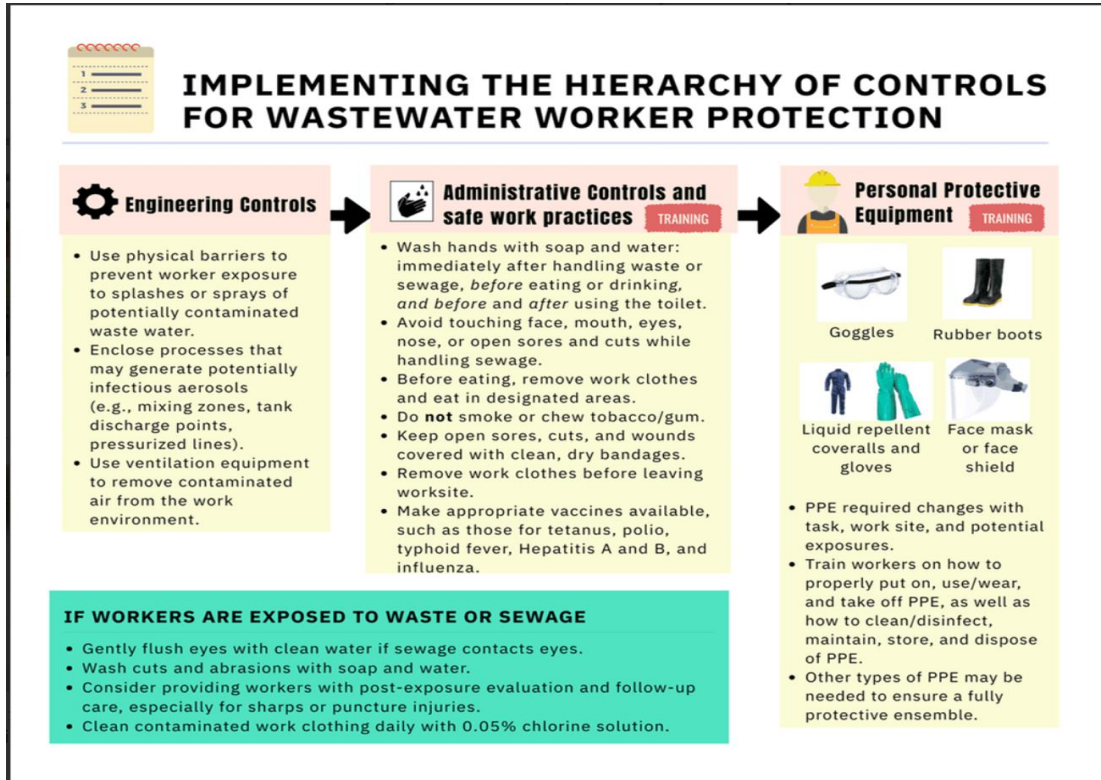 1
2
3
IMPLEMENTING THE HIERARCHY OF CONTROLS
FOR WASTEWATER WORKER PROTECTION
Engineering Controls
• Use physical barriers to
prevent worker exposure
to splashes or sprays of
potentially contaminated
waste water.
• Enclose processes that
may generate potentially
infectious aerosols
(e.g., mixing zones, tank
discharge points,
pressurized lines).
• Use ventilation equipment
to remove contaminated
air from the work
environment.
Administrative Controls and
safe work practices TRAINING
• Wash hands with soap and water:
immediately after handling waste or
sewage, before eating or drinking,
and before and after using the toilet.
• Avoid touching face, mouth, eyes,
nose, or open sores and cuts while
handling sewage.
• Before eating, remove work clothes
and eat in designated areas.
• Do not smoke or chew tobacco/gum.
• Keep open sores, cuts, and wounds
covered with clean, dry bandages.
• Remove work clothes before leaving
worksite.
• Make appropriate vaccines available,
such as those for tetanus, polio,
typhoid fever, Hepatitis A and B, and
influenza.
Personal Protective
Equipment TRAINING
Goggles
Rubber boots
Liquid repellent
coveralls and
gloves
Face mask
or face
shield
• PPE required changes with
task, work site, and potential
exposures.
• Train workers on how to
properly put on, use/wear,
and take off PPE, as well as
how to clean/disinfect,
maintain, store, and dispose
of PPE.
• Other types of PPE may be
needed to ensure a fully
protective ensemble.
IF WORKERS ARE EXPOSED TO WASTE OR SEWAGE
• Gently flush eyes with clean water if sewage contacts eyes.
• Wash cuts and abrasions with soap and water.
• Consider providing workers with post-exposure evaluation and follow-up
care, especially for sharps or puncture injuries.
• Clean contaminated work clothing daily with 0.05% chlorine solution.